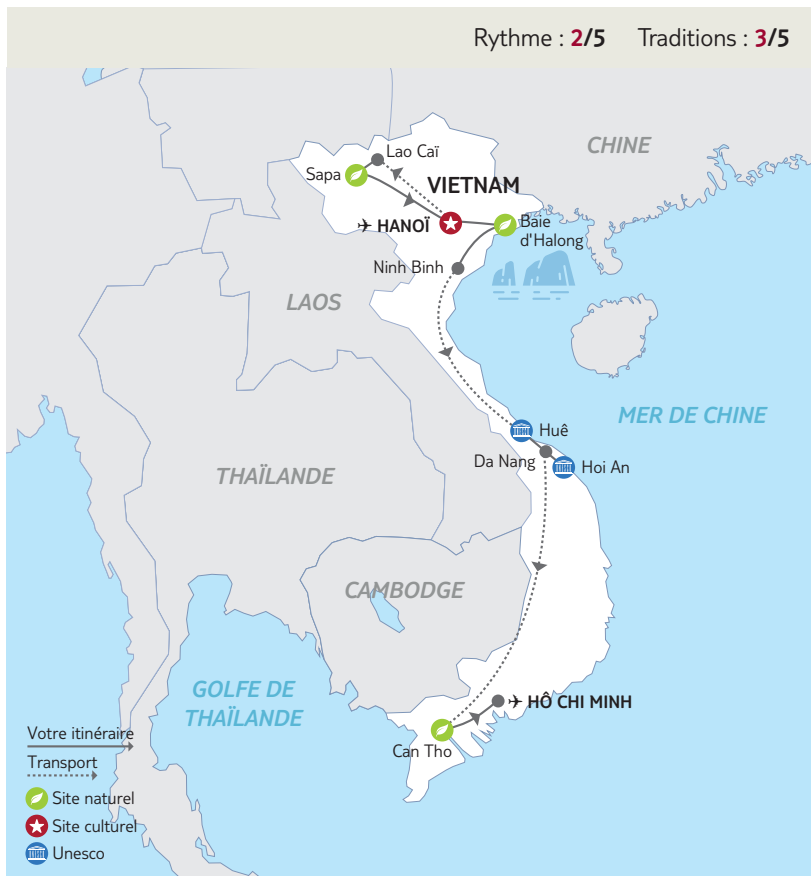 Rythme : 2/5 Traditions : 3/5
CHINE
Lao Caï
Sapa
VIETNAM
HANOÏ
Baie
d'Halong
Ninh Binh
LAOS
MER DE CHINE
Huê
Da Nang
Hoi An
THAÏLANDE
CAMBODGE
GOLFE DE
THAÏLANDE
HÔ CHI MINH
Can Tho
Votre itinéraire
Transport
Site naturel
Site culturel
Unesco